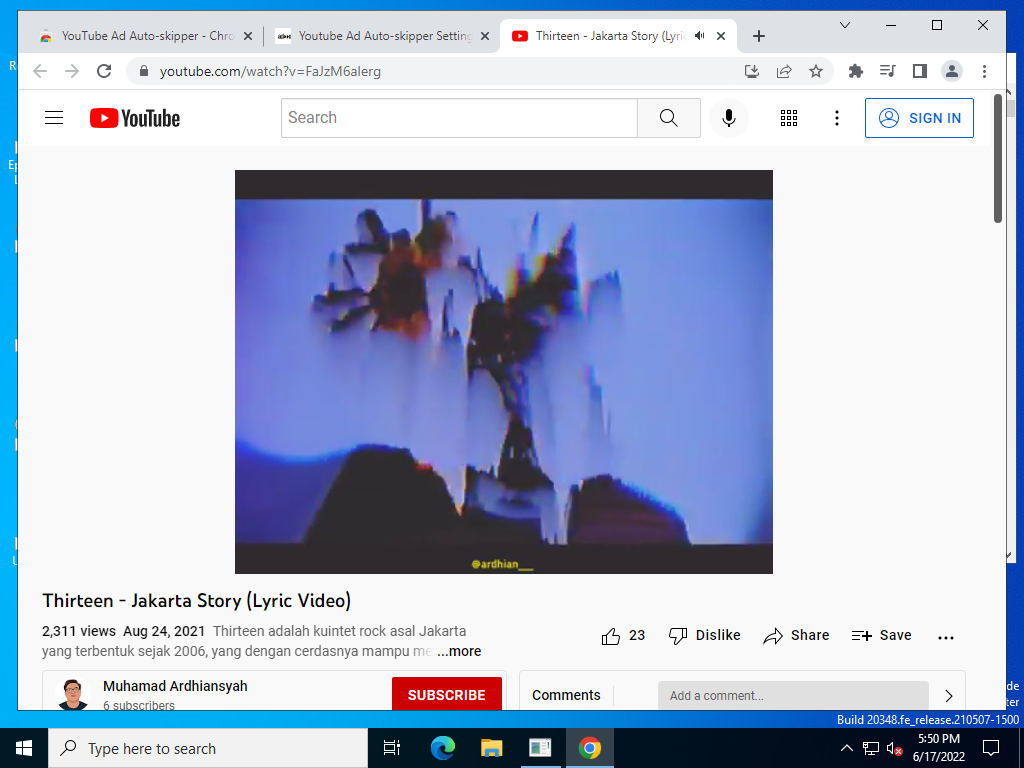 YouTube Ad Auto-skipper - Chro
Youtube Ad Auto-skipper Setting
Thirteen - Jakarta Story (Lyri
youtube.com/watch?v=FaJzM6alerg
YouTube
Search
SIGN IN
@ardhian___
Thirteen - Jakarta Story (Lyric Video)
2,311 views Aug 24, 2021 Thirteen adalah kuintet rock asal Jakarta
yang terbentuk sejak 2006, yang dengan cerdasnya mampu me ...more
23
Dislike
Share
Save
Muhamad Ardhiansyah
6 subscribers
SUBSCRIBE
Comments
Add a comment...
Build 20348.fe_release.210507-1500
Type here to search
5:50 PM
6/17/2022